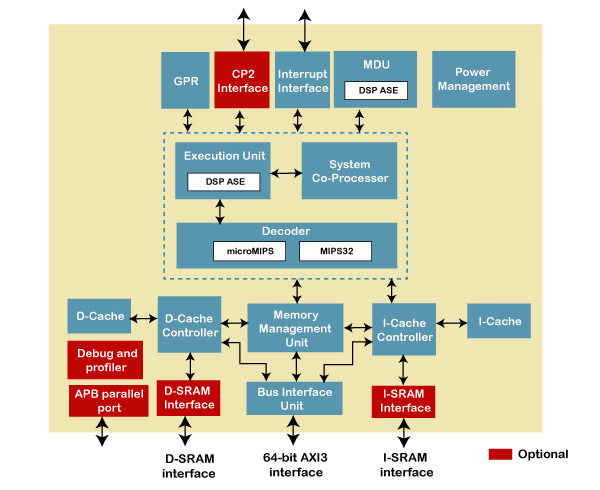 GPR
CP2
Interface
Interrupt
Interface
MDU
DSP ASE
Power
Management
Execution Unit
DSP ASE
System
Co-Processer
Decoder
microMIPS
MIPS32
D-Cache
D-Cache
Controller
Memory
Management
Unit
I-Cache
Controller
I-Cache
Debug and
profiler
APB parallel
port
D-SRAM
Interface
Bus Interface
Unit
I-SRAM
Interface
D-SRAM
interface
64-bit AXI3
interface
I-SRAM
interface
Optional